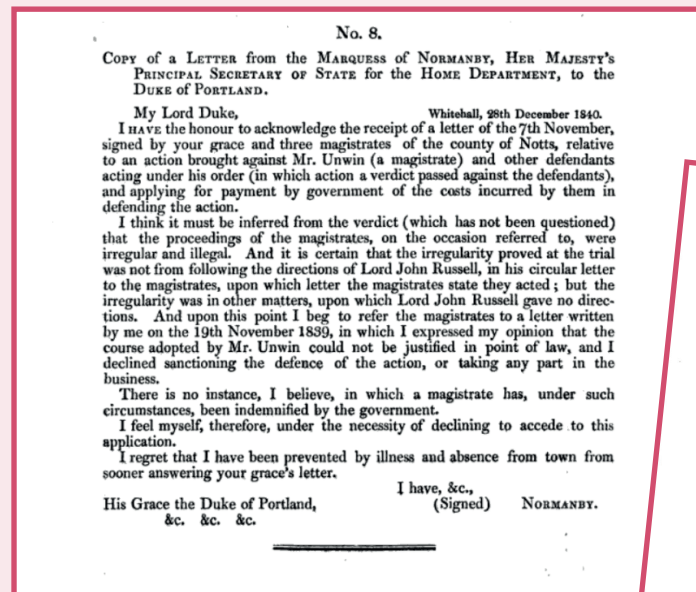 No. 8.
COPY of a LETTER from the MARQUESS of NORMANBY, HER MAJESTY'S
PRINCIPAL SECRETARY OF STATE for the HOME DEPARTMENT, to the
DUKE of PORTLAND.
My Lord Duke, Whitehall, 28th December 1840.
I HAVE the honour to acknowledge the receipt of a letter of the 7th November,
signed by your grace and three magistrates of the county of Notts, relative
to an action brought against Mr. Unwin (a magistrate) and other defendants
acting under his order (in which action a verdict passed against the defendants),
and applying for payment by government of the costs incurred by them in
defending the action.
I think it must be inferred from the verdict (which has not been questioned)
that the proceedings of the magistrates, on the occasion referred to, were
irregular and illegal. And it is certain that the irregularity proved at the trial
was not from following the directions of Lord John Russell, in his circular letter
to the magistrates, upon which letter the magistrates state they acted; but the
irregularity was in other matters, upon which Lord John Russell gave no direc-
tions. And upon this point I beg to refer the magistrates to a letter written
by me on the 19th November 1839, in which I expressed my opinion that the
course adopted by Mr. Unwin could not be justified in point of law, and I
declined sanctioning the defence of the action, or taking any part in the
business.
There is no instance, I believe, in which a magistrate has, under such
circumstances, been indemnified by the government.
I feel myself, therefore, under the necessity of declining to accede to this
application.
I regret that I have been prevented by illness and absence from town from
sooner answering your grace's letter.
I have, &c.,
His Grace the Duke of Portland, (Signed) NORMANBY.
&c. &c. &c.